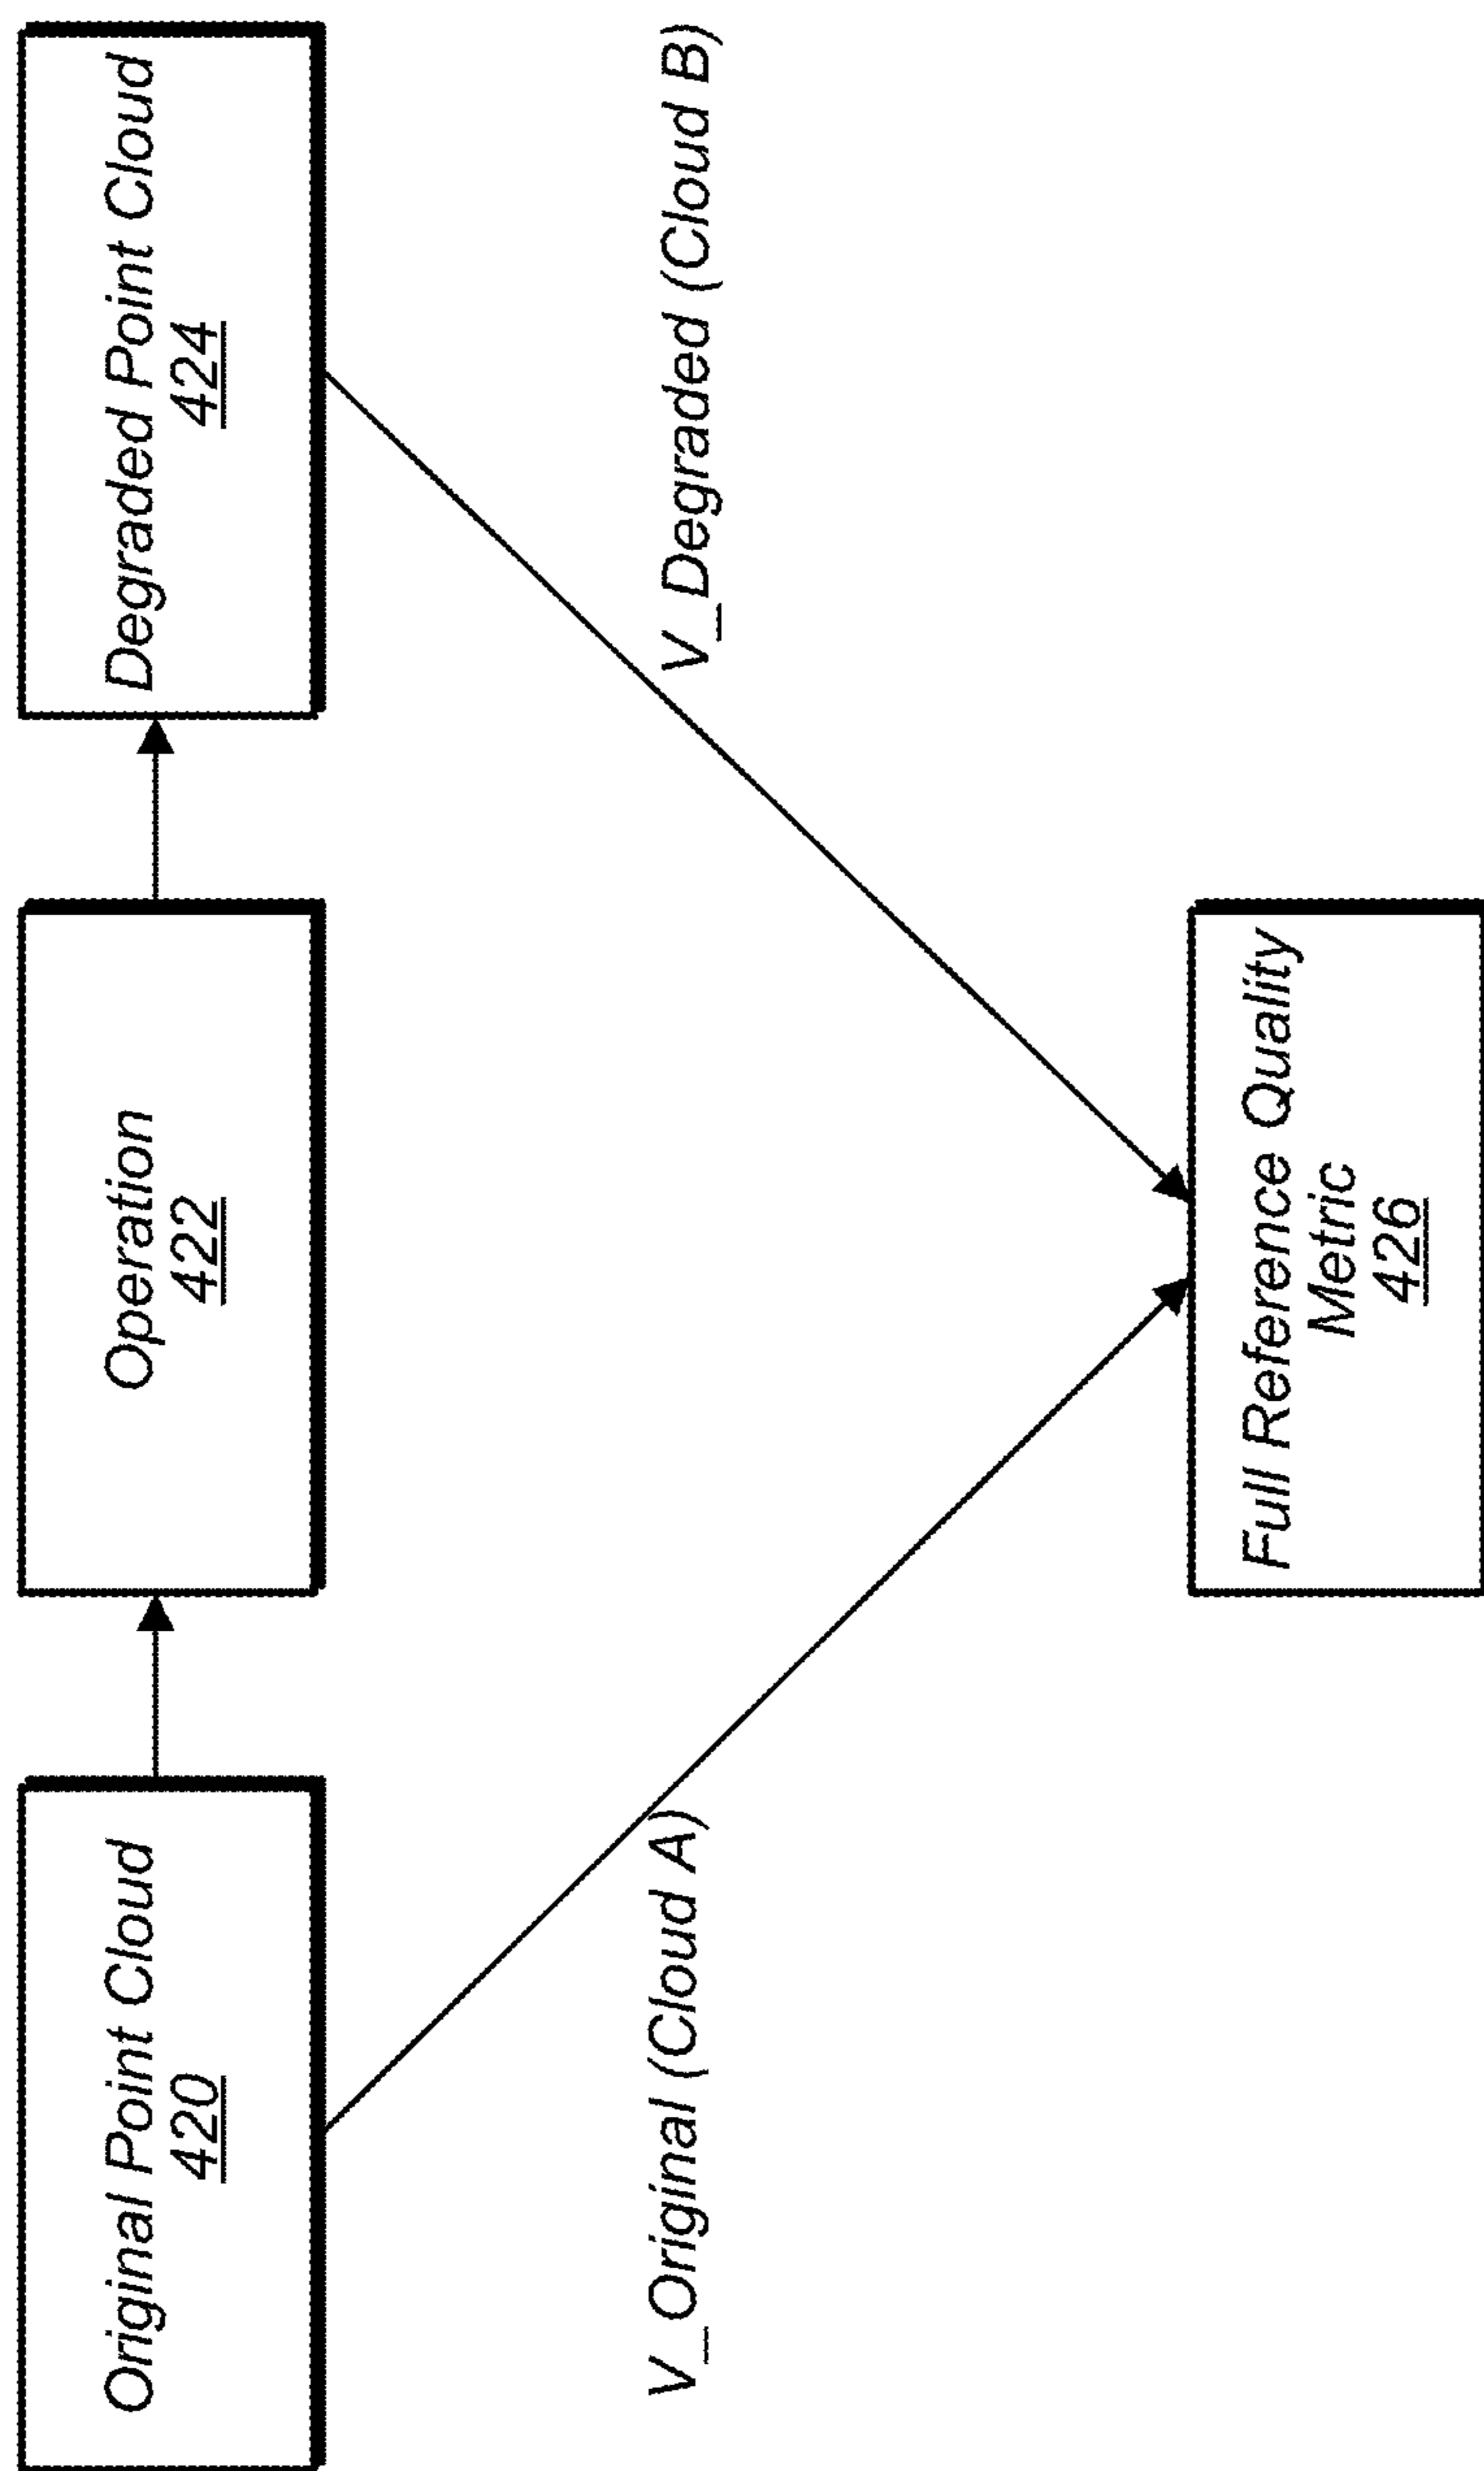 Original Point Cloud
420
Operation
422
Degraded Point Cloud
424
V_Original (Cloud A)
V_Degraded (Cloud B)
Full Reference Quality
Metric
426